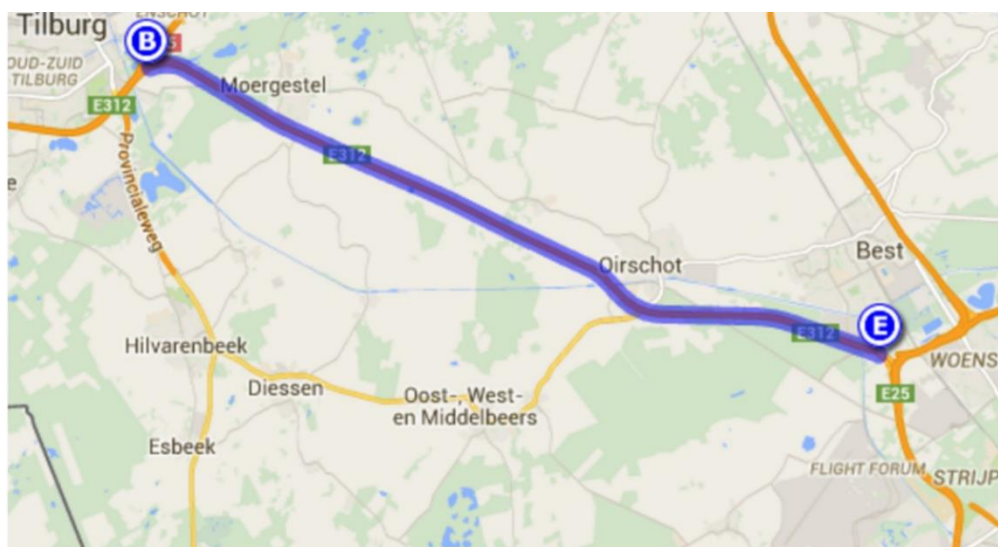 Tilburg
B
OUD-ZUID
TILBURG
E312
Moergestel
E312
Provincialeweg
Oirschot
Best
E
E312
Hilvarenbeek
Diessen
Oost-, West-
en Middelbeers
WOENS
E25
Esbeek
FLIGHT FORUM
STRIJP